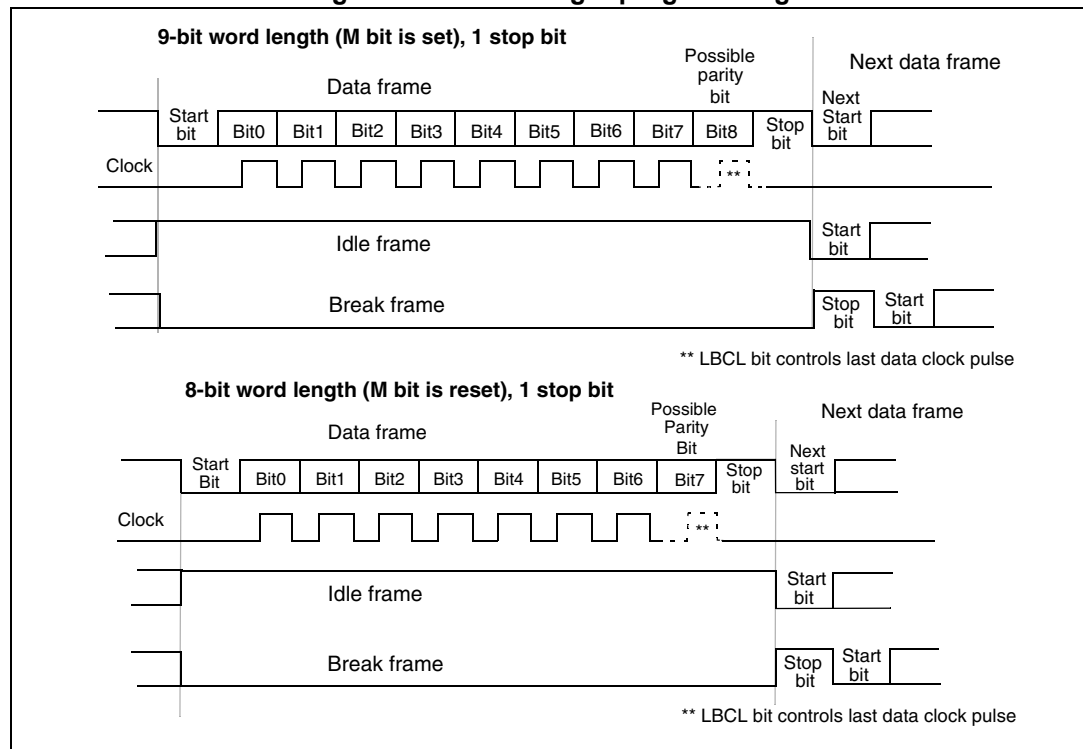 9-bit word length (M bit is set), 1 stop bit
Possible
parity
bit
Next data frame
Data frame
Next
Start
bit
Start
bit
Bit0 Bit1 Bit2 Bit3 Bit4 Bit5 Bit6 Bit7 Bit8
Stop
bit
Clock
**
Idle frame
Start
bit
Break frame
Stop
bit
Start
bit
** LBCL bit controls last data clock pulse
8-bit word length (M bit is reset), 1 stop bit
Possible
Parity
Bit
Next data frame
Data frame
Next
start
bit
Start
Bit
Bit0 Bit1 Bit2 Bit3 Bit4 Bit5 Bit6 Bit7
Stop
bit
Clock
**
Idle frame
Start
bit
Break frame
Stop
bit
Start
bit
** LBCL bit controls last data clock pulse